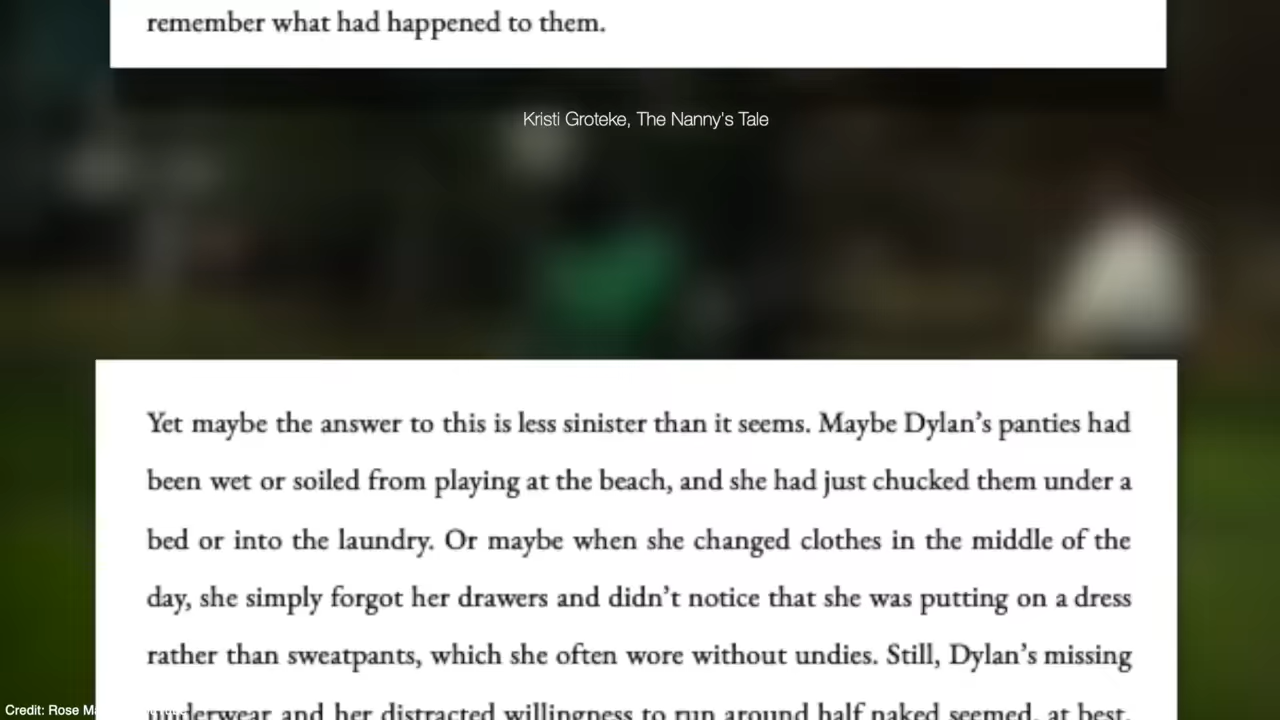 remember what had happened to them.
Kristi Groteke, The Nanny's Tale
Yet maybe the answer to this is less sinister than it seems. Maybe Dylan’s panties had
been wet or soiled from playing at the beach, and she had just chucked them under a
bed or into the laundry. Or maybe when she changed clothes in the middle of the
day, she simply forgot her drawers and didn’t notice that she was putting on a dress
rather than sweatpants, which she often wore without undies. Still, Dylan’s missing
underwear and her distracted willingness to run around half naked seemed, at best,
Credit: Rose